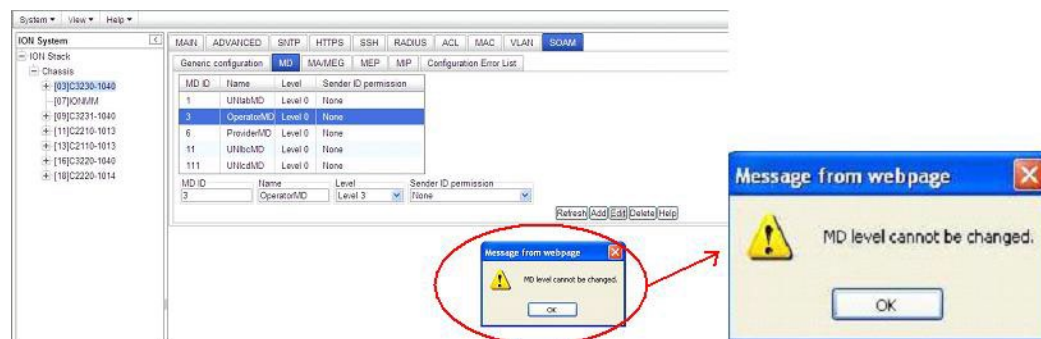 System View Help
ION System
ION Stack
Chassis
[03]C3230-1040
[07]IONMM
[09]C3231-1040
[11]C2210-1013
[13]C2110-1013
[16]C3220-1040
[18]C2220-1014
MAIN ADVANCED SNTP HTTPS SSH RADIUS ACL MAC VLAN SOAM
Generic configuration MD MA/MEG MEP MIP Configuration Error List
MD ID Name Level Sender ID permission
1 UNIabMD Level 0 None
3 OperatorMD Level 0 None
6 ProviderMD Level 0 None
11 UNIbcMD Level 0 None
111 UNIcdMD Level 0 None
MD ID Name Level Sender ID permission
3 OperatorMD Level 3 None
Refresh Add Edit Delete Help
Message from webpage
MD level cannot be changed.
OK
Message from webpage
MD level cannot be changed.
OK